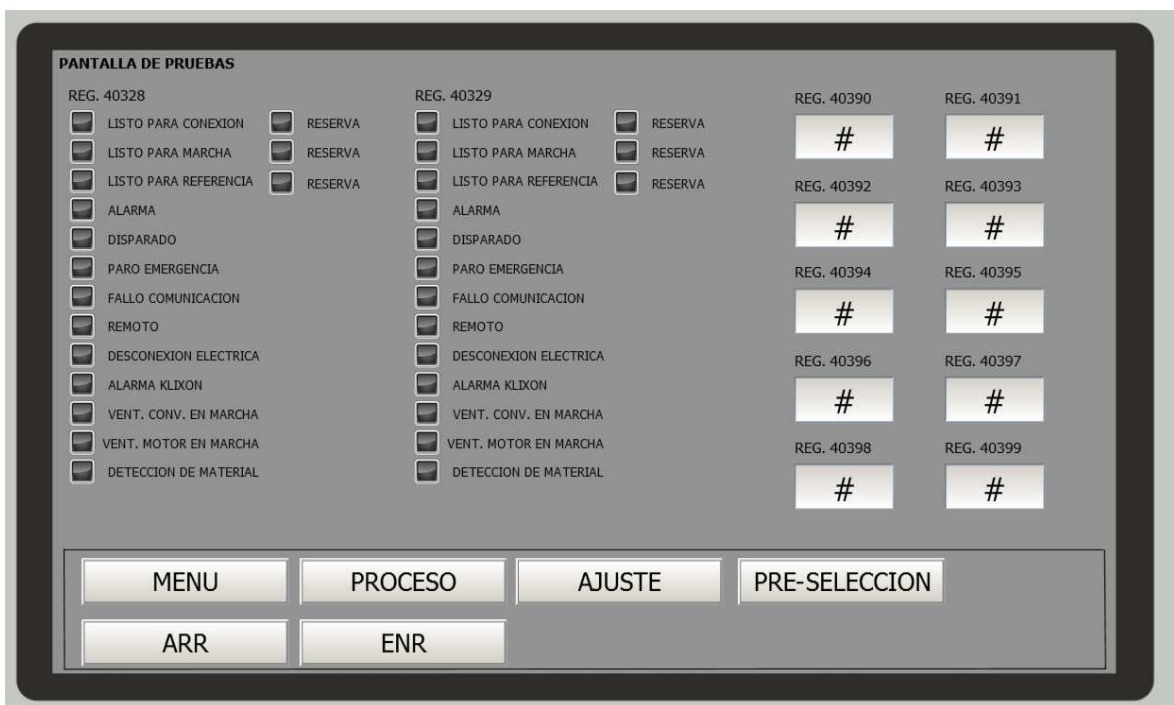 PANTALLA DE PRUEBAS
REG. 40328
LISTO PARA CONEXION RESERVA
LISTO PARA MARCHA RESERVA
LISTO PARA REFERENCIA RESERVA
ALARMA
DISPARADO
PARO EMERGENCIA
FALLO COMUNICACION
REMOTO
DESCONEXION ELECTRICA
ALARMA KLIXON
VENT. CONV. EN MARCHA
VENT. MOTOR EN MARCHA
DETECCION DE MATERIAL
REG. 40329
LISTO PARA CONEXION RESERVA
LISTO PARA MARCHA RESERVA
LISTO PARA REFERENCIA RESERVA
ALARMA
DISPARADO
PARO EMERGENCIA
FALLO COMUNICACION
REMOTO
DESCONEXION ELECTRICA
ALARMA KLIXON
VENT. CONV. EN MARCHA
VENT. MOTOR EN MARCHA
DETECCION DE MATERIAL
REG. 40390 REG. 40391
# #
REG. 40392 REG. 40393
# #
REG. 40394 REG. 40395
# #
REG. 40396 REG. 40397
# #
REG. 40398 REG. 40399
# #
MENU PROCESO AJUSTE PRE-SELECCION
ARR ENR